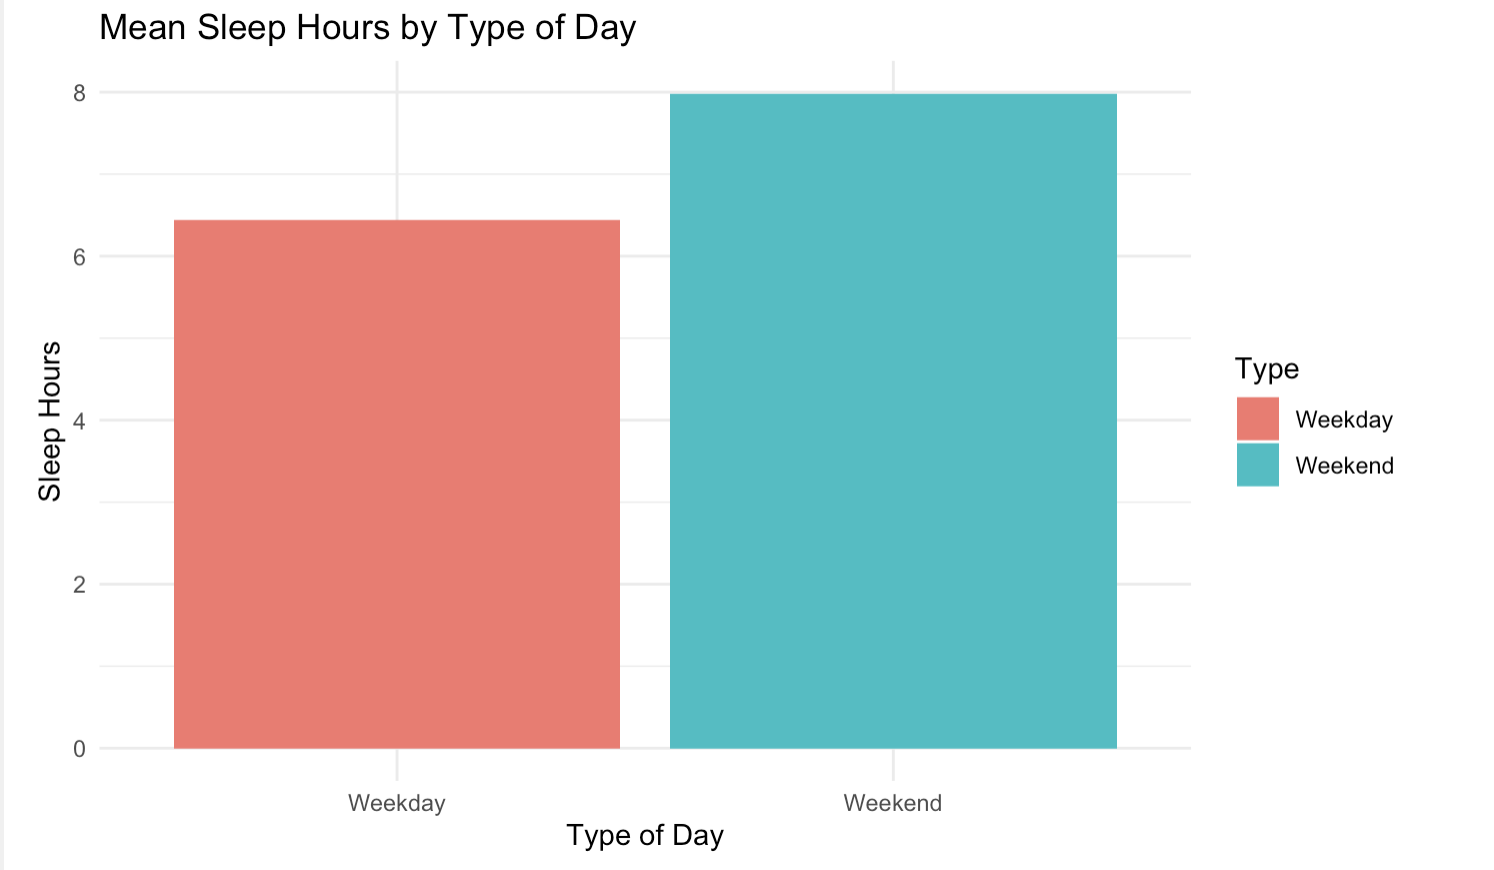 Mean Sleep Hours by Type of Day
8
6
4
2
0
Sleep Hours
Weekday
Weekend
Type of Day
Type
Weekday
Weekend